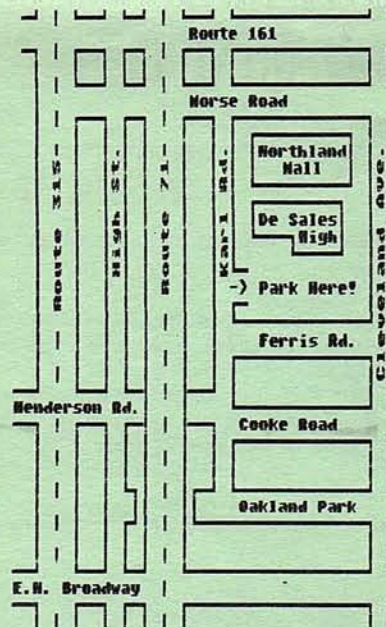 Route 161
Morse Road
Route 315
High St.
Route 71
Karl Rd.
Cleveland Ave.
Northland
Mall
De Sales
High
-> Park Here!
Ferris Rd.
Henderson Rd.
Cooke Road
Oakland Park
E.N. Broadway